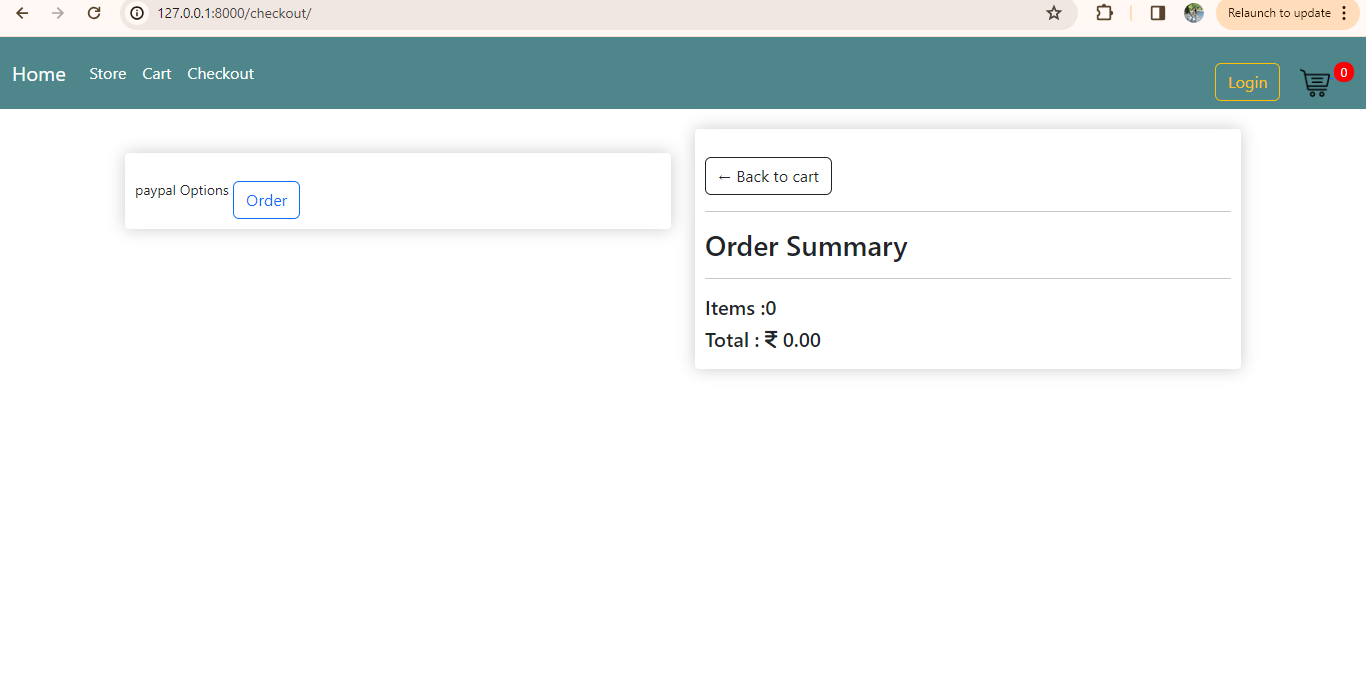 127.0.0.1:8000/checkout/
Relaunch to update
Home Store Cart Checkout
Login
0
paypal Options Order
← Back to cart
Order Summary
Items :0
Total : ₹ 0.00